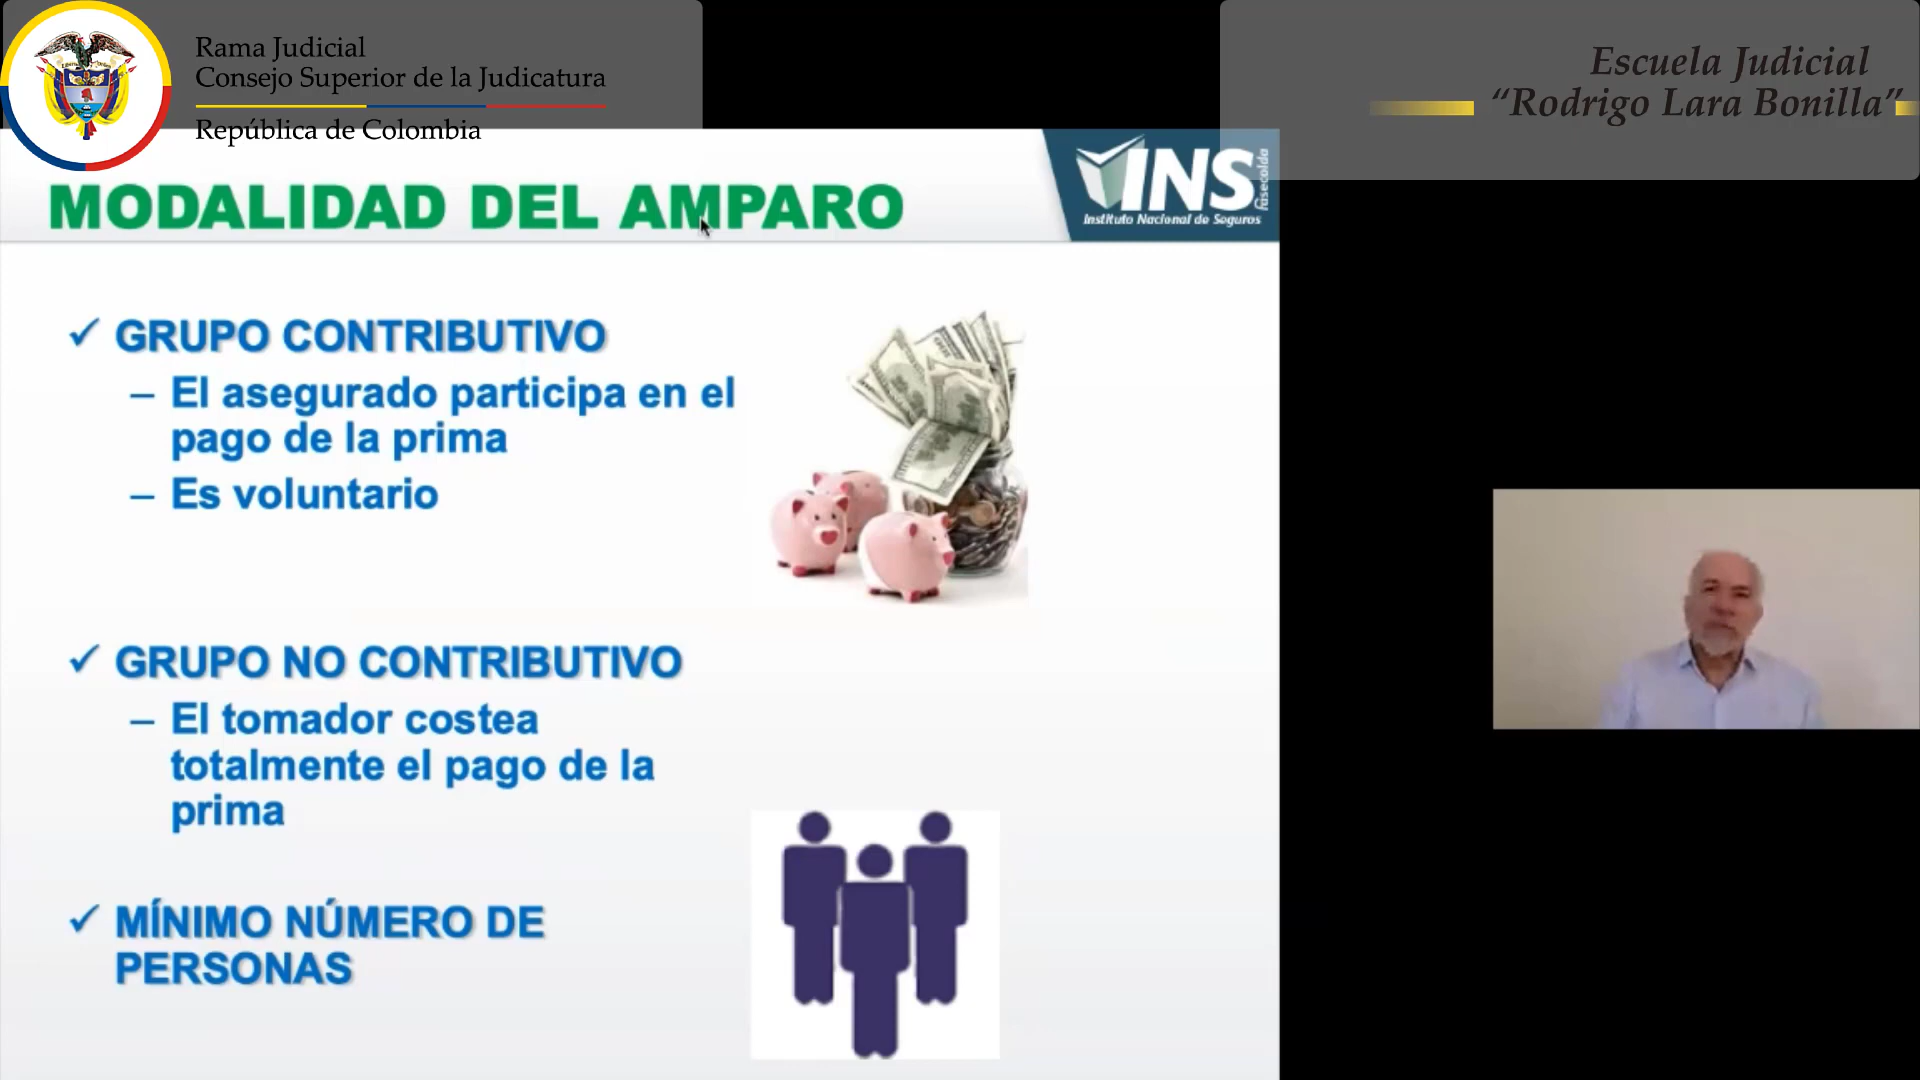 Rama Judicial
Consejo Superior de la Judicatura
República de Colombia
Escuela Judicial
“Rodrigo Lara Bonilla”
INS
fasecolda
Instituto Nacional de Seguros
MODALIDAD DEL AMPARO
✓ GRUPO CONTRIBUTIVO
– El asegurado participa en el
pago de la prima
– Es voluntario
✓ GRUPO NO CONTRIBUTIVO
– El tomador costea
totalmente el pago de la
prima
✓ MÍNIMO NÚMERO DE
PERSONAS